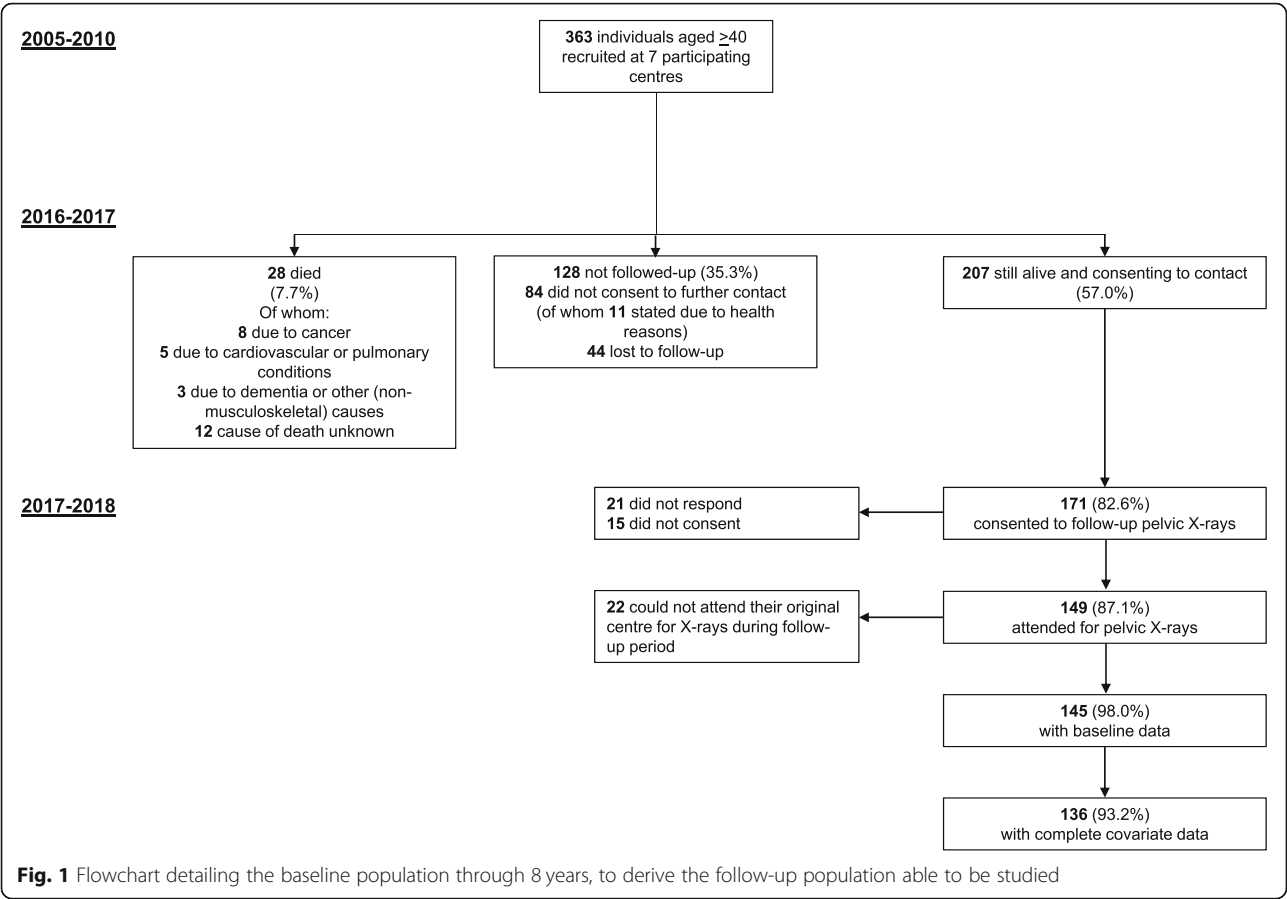 2005-2010
363 individuals aged >40
recruited at 7 participating
centres
2016-2017
28 died
(7.7%)
Of whom:
8 due to cancer
5 due to cardiovascular or pulmonary
conditions
3 due to dementia or other (non-
musculoskeletal) causes
12 cause of death unknown
128 not followed-up (35.3%)
84 did not consent to further contact
(of whom 11 stated due to health
reasons)
44 lost to follow-up
207 still alive and consenting to contact
(57.0%)
2017-2018
21 did not respond
15 did not consent
171 (82.6%)
consented to follow-up pelvic X-rays
22 could not attend their original
centre for X-rays during follow-
up period
149 (87.1%)
attended for pelvic X-rays
145 (98.0%)
with baseline data
136 (93.2%)
with complete covariate data
Fig. 1 Flowchart detailing the baseline population through 8 years, to derive the follow-up population able to be studied